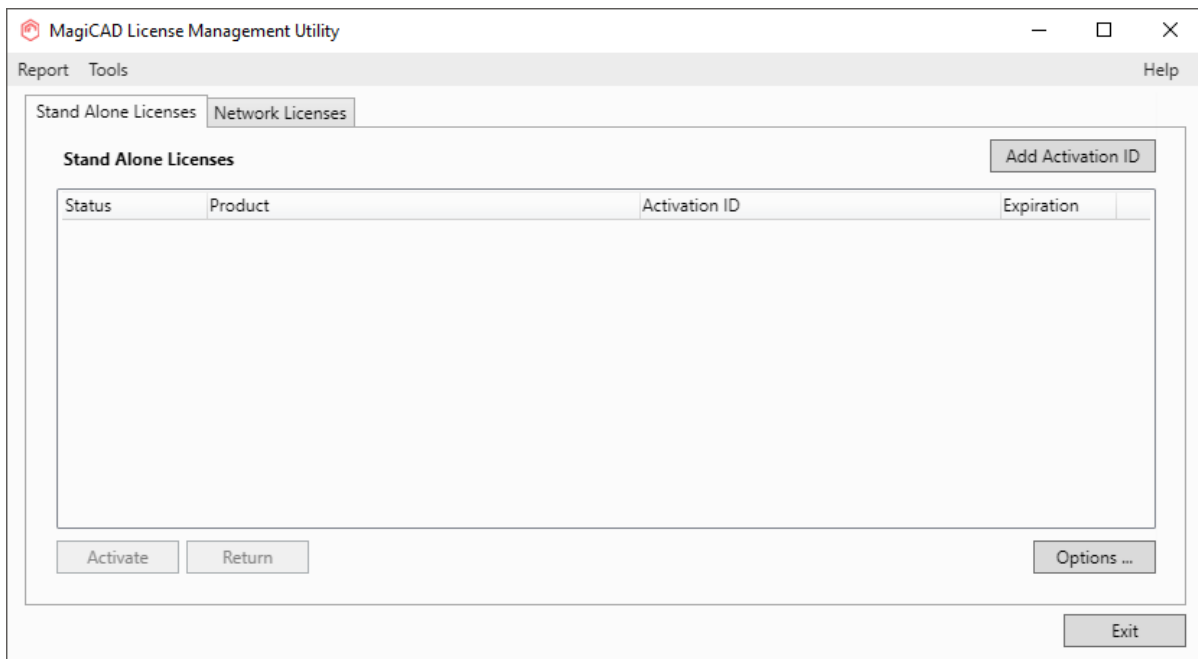 MagiCAD License Management Utility
Report Tools Help
Stand Alone Licenses Network Licenses
Stand Alone Licenses Add Activation ID
Status Product Activation ID Expiration
Activate Return Options ...
Exit